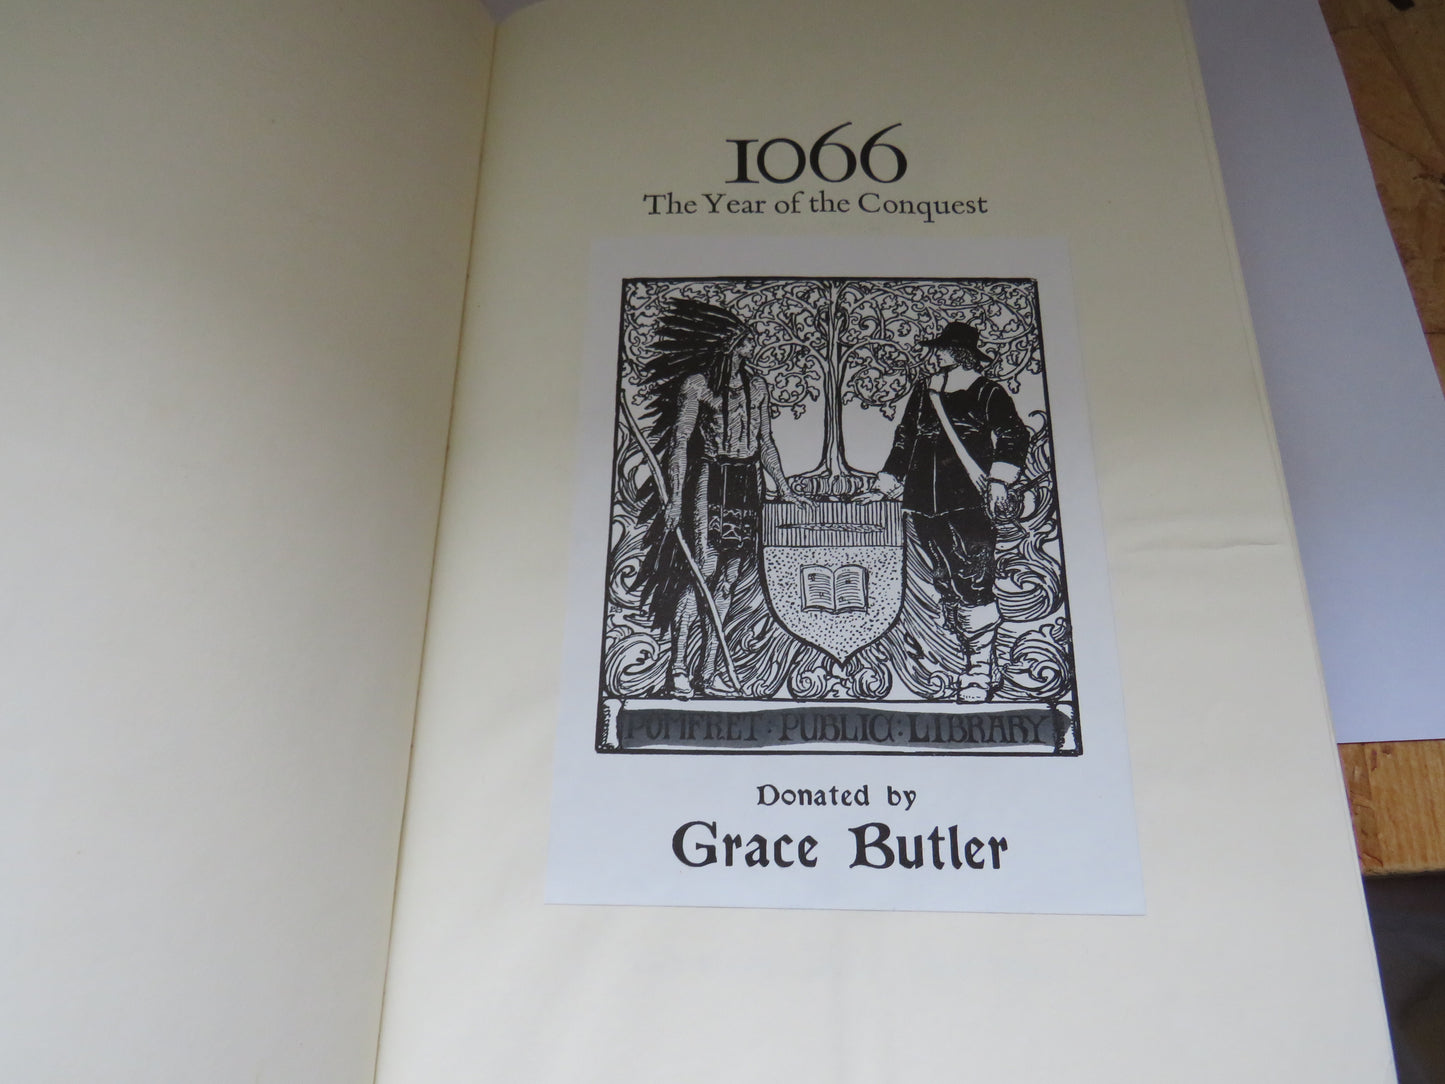 1066
The Year of the Conquest
POMFRET · PUBLIC · LIBRARY
Donated by
Grace Butler